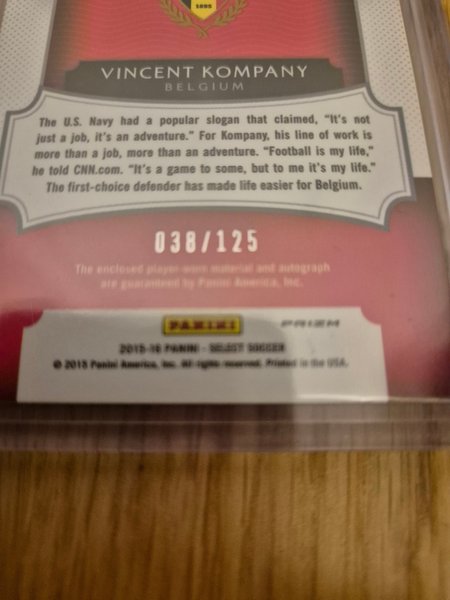 1895
VINCENT KOMPANY
BELGIUM
The U.S. Navy had a popular slogan that claimed, "It's not
just a job, it's an adventure." For Kompany, his line of work is
more than a job, more than an adventure. "Football is my life,"
he told CNN.com. "It's a game to some, but to me it's my life."
The first-choice defender has made life easier for Belgium.
038/125
The enclosed player-worn material and autograph
are guaranteed by Panini America, Inc.
PANINI PRIZM
2015-16 PANINI - SELECT SOCCER
© 2015 Panini America, Inc. All rights reserved. Printed in the USA.